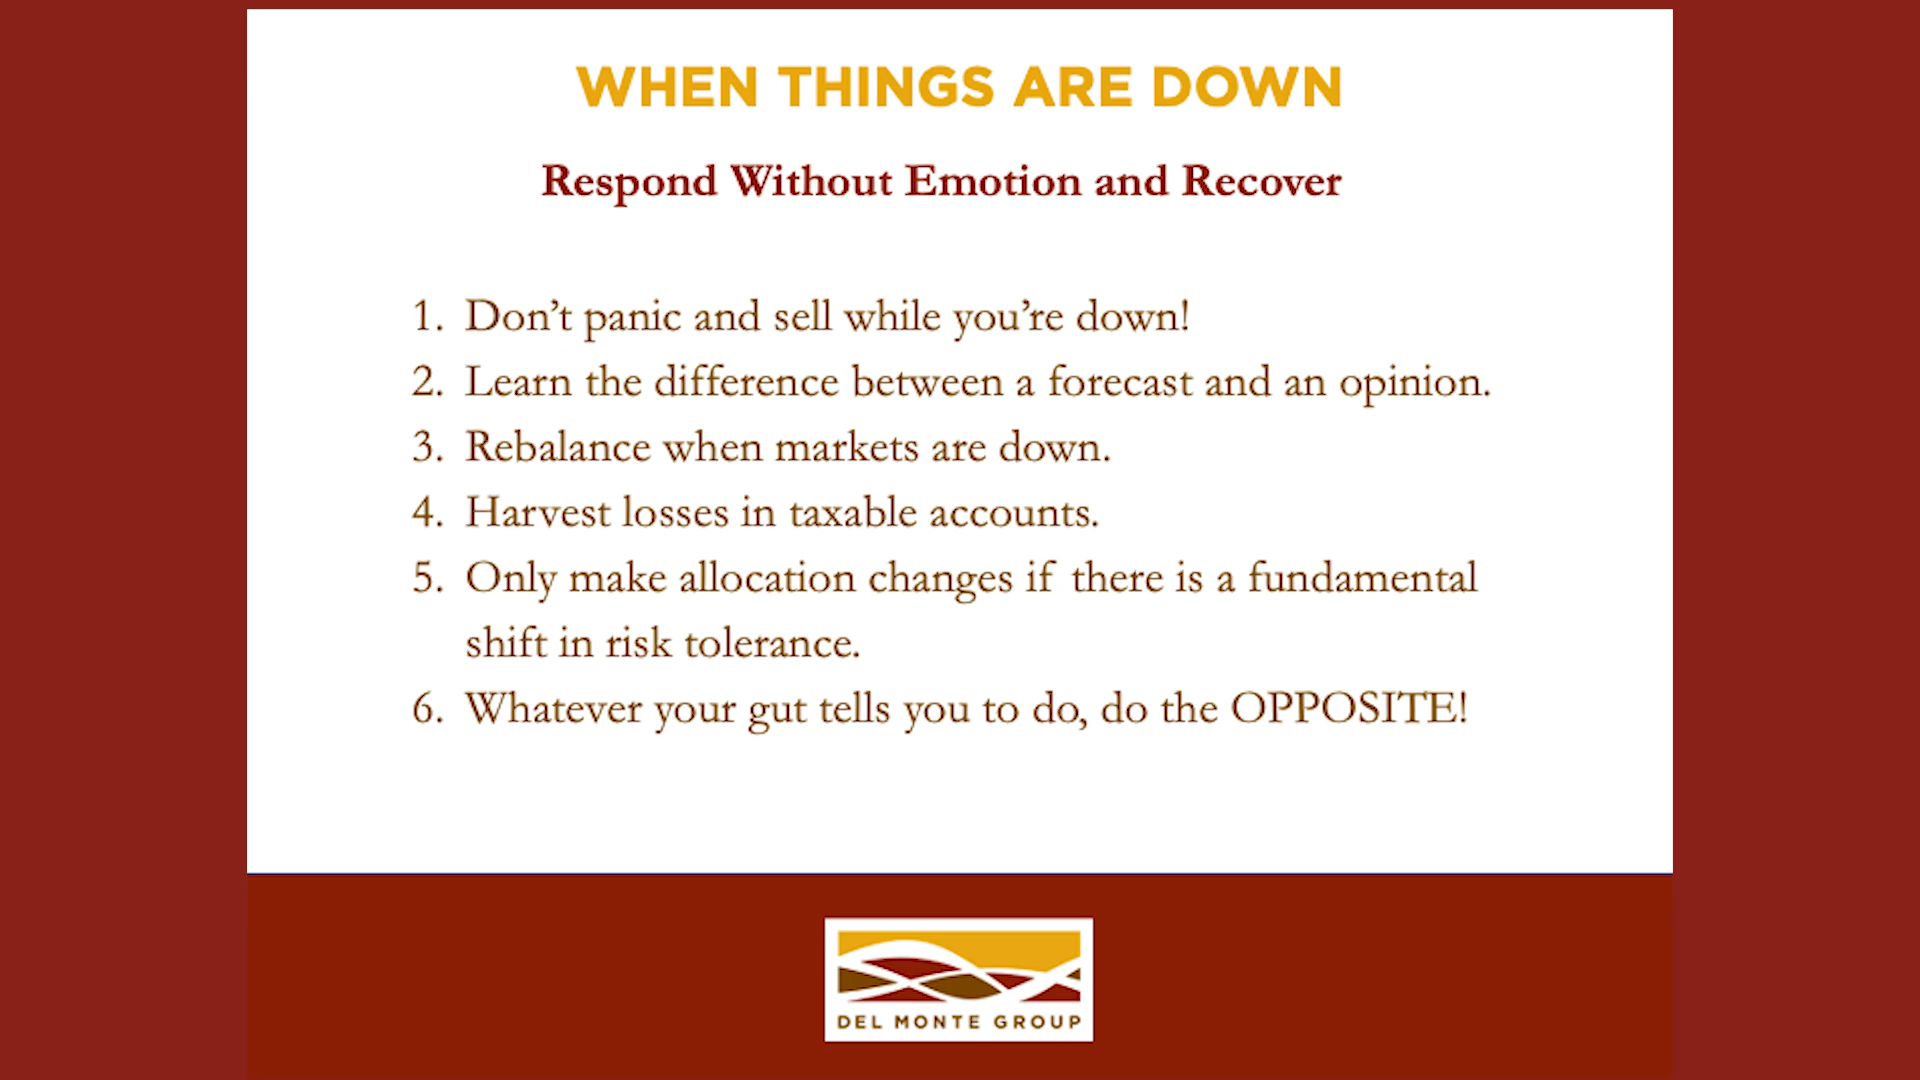 WHEN THINGS ARE DOWN
Respond Without Emotion and Recover
1. Don’t panic and sell while you’re down!
2. Learn the difference between a forecast and an opinion.
3. Rebalance when markets are down.
4. Harvest losses in taxable accounts.
5. Only make allocation changes if there is a fundamental
shift in risk tolerance.
6. Whatever your gut tells you to do, do the OPPOSITE!
DEL MONTE GROUP